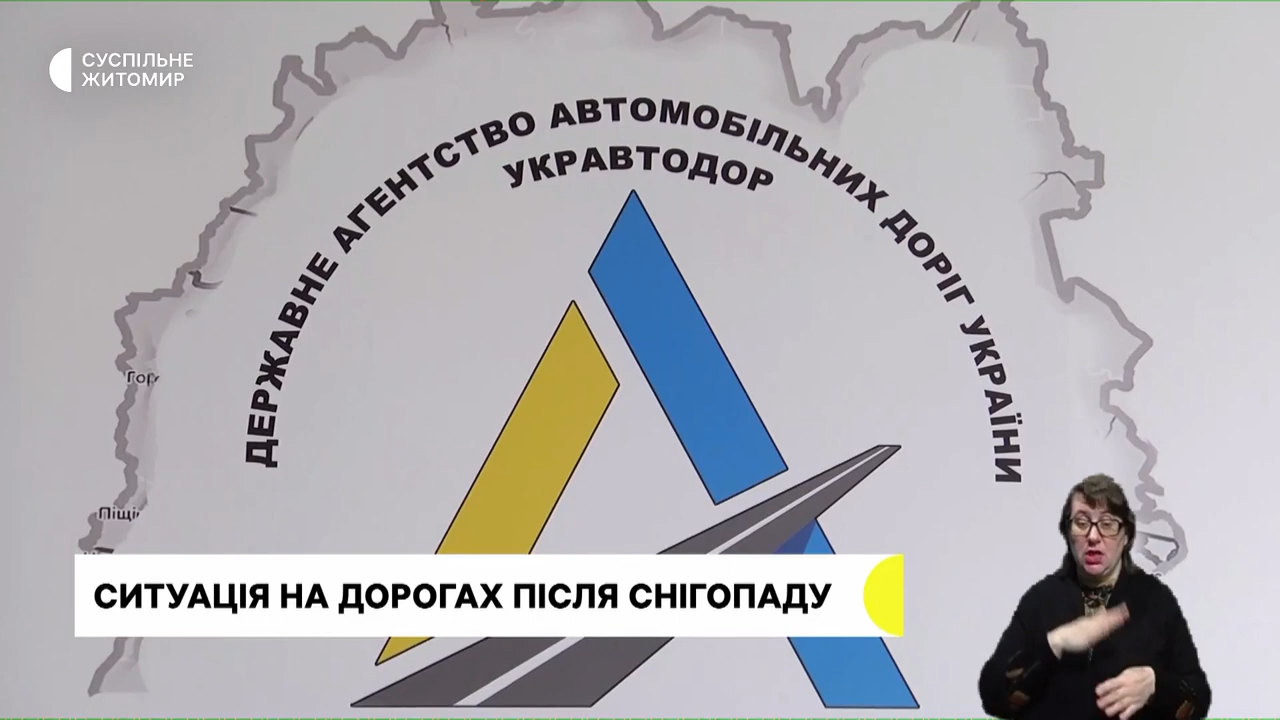 СУСПІЛЬНЕ
ЖИТОМИР
ДЕРЖАВНЕ АГЕНТСТВО АВТОМОБІЛЬНИХ ДОРІГ УКРАЇНИ
УКРАВТОДОР
СИТУАЦІЯ НА ДОРОГАХ ПІСЛЯ СНІГОПАДУ